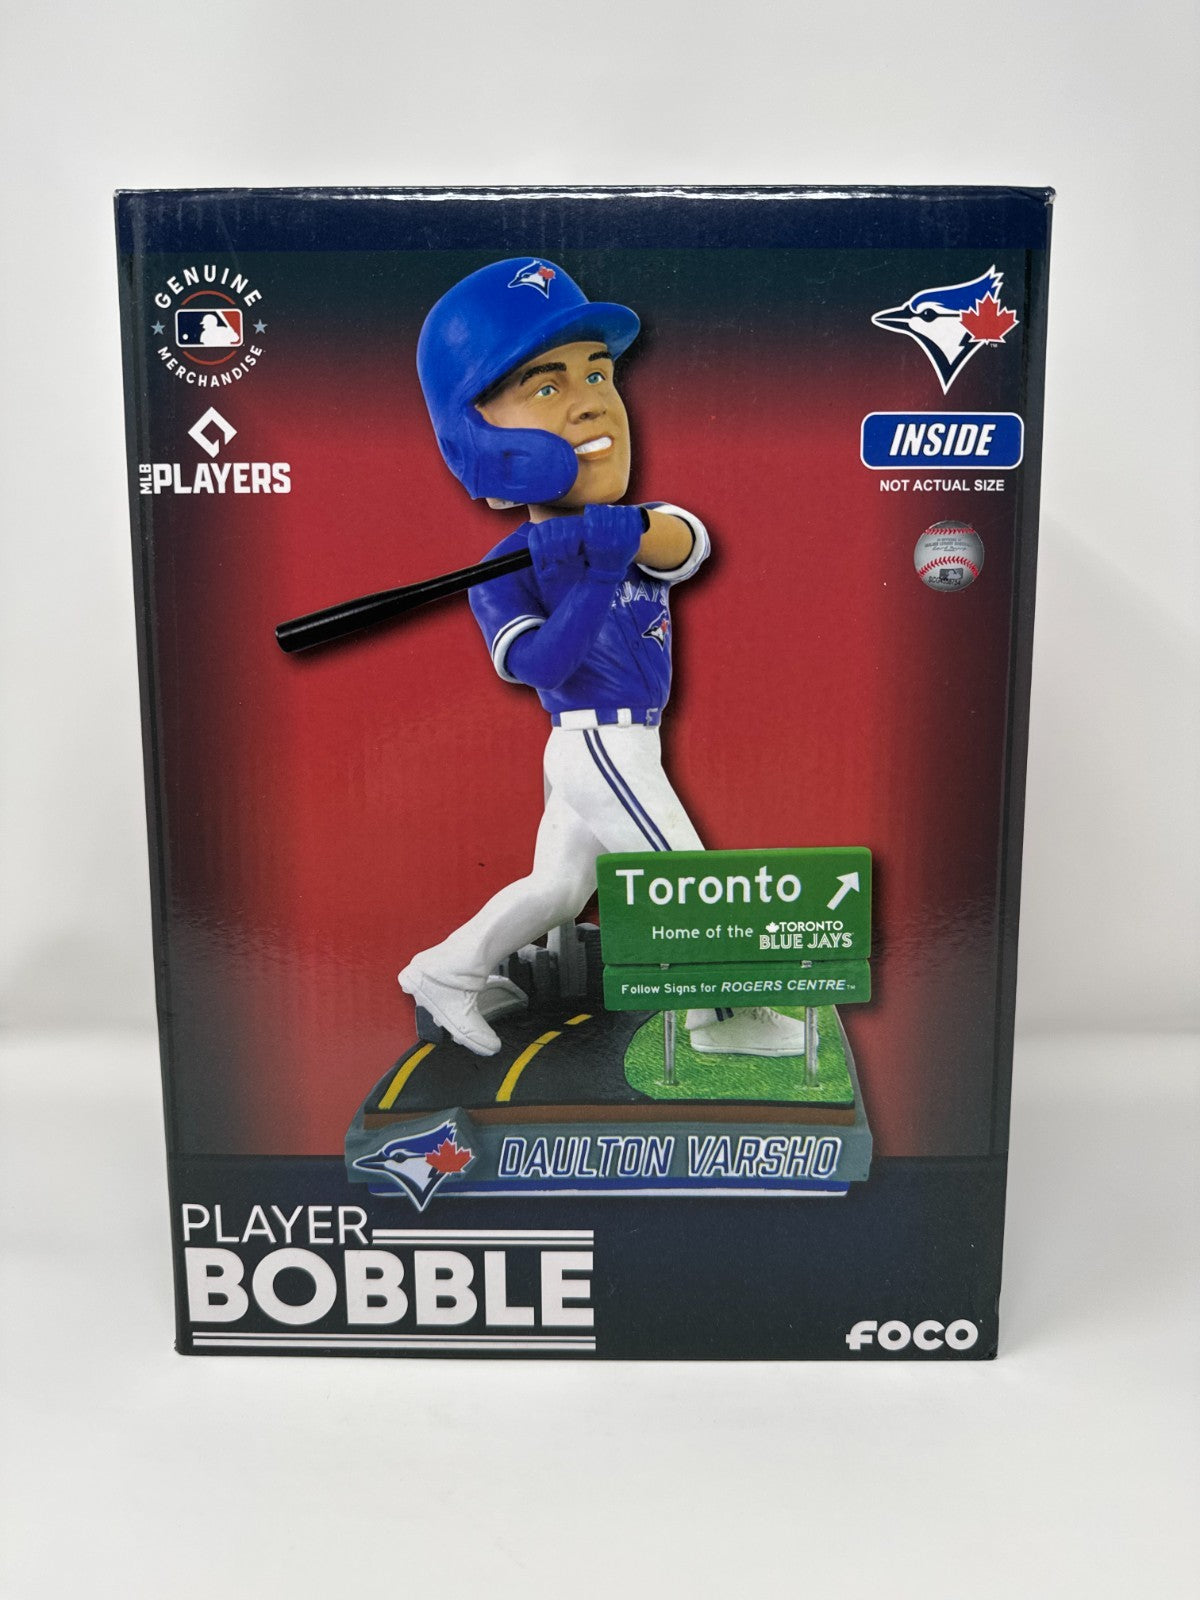 GENUINE
MERCHANDISE
MLB PLAYERS
INSIDE
NOT ACTUAL SIZE
JAYS
Toronto
Home of the TORONTO BLUE JAYS
Follow Signs for ROGERS CENTRE™
DAULTON VARSHO
PLAYER
BOBBLE
FOCO